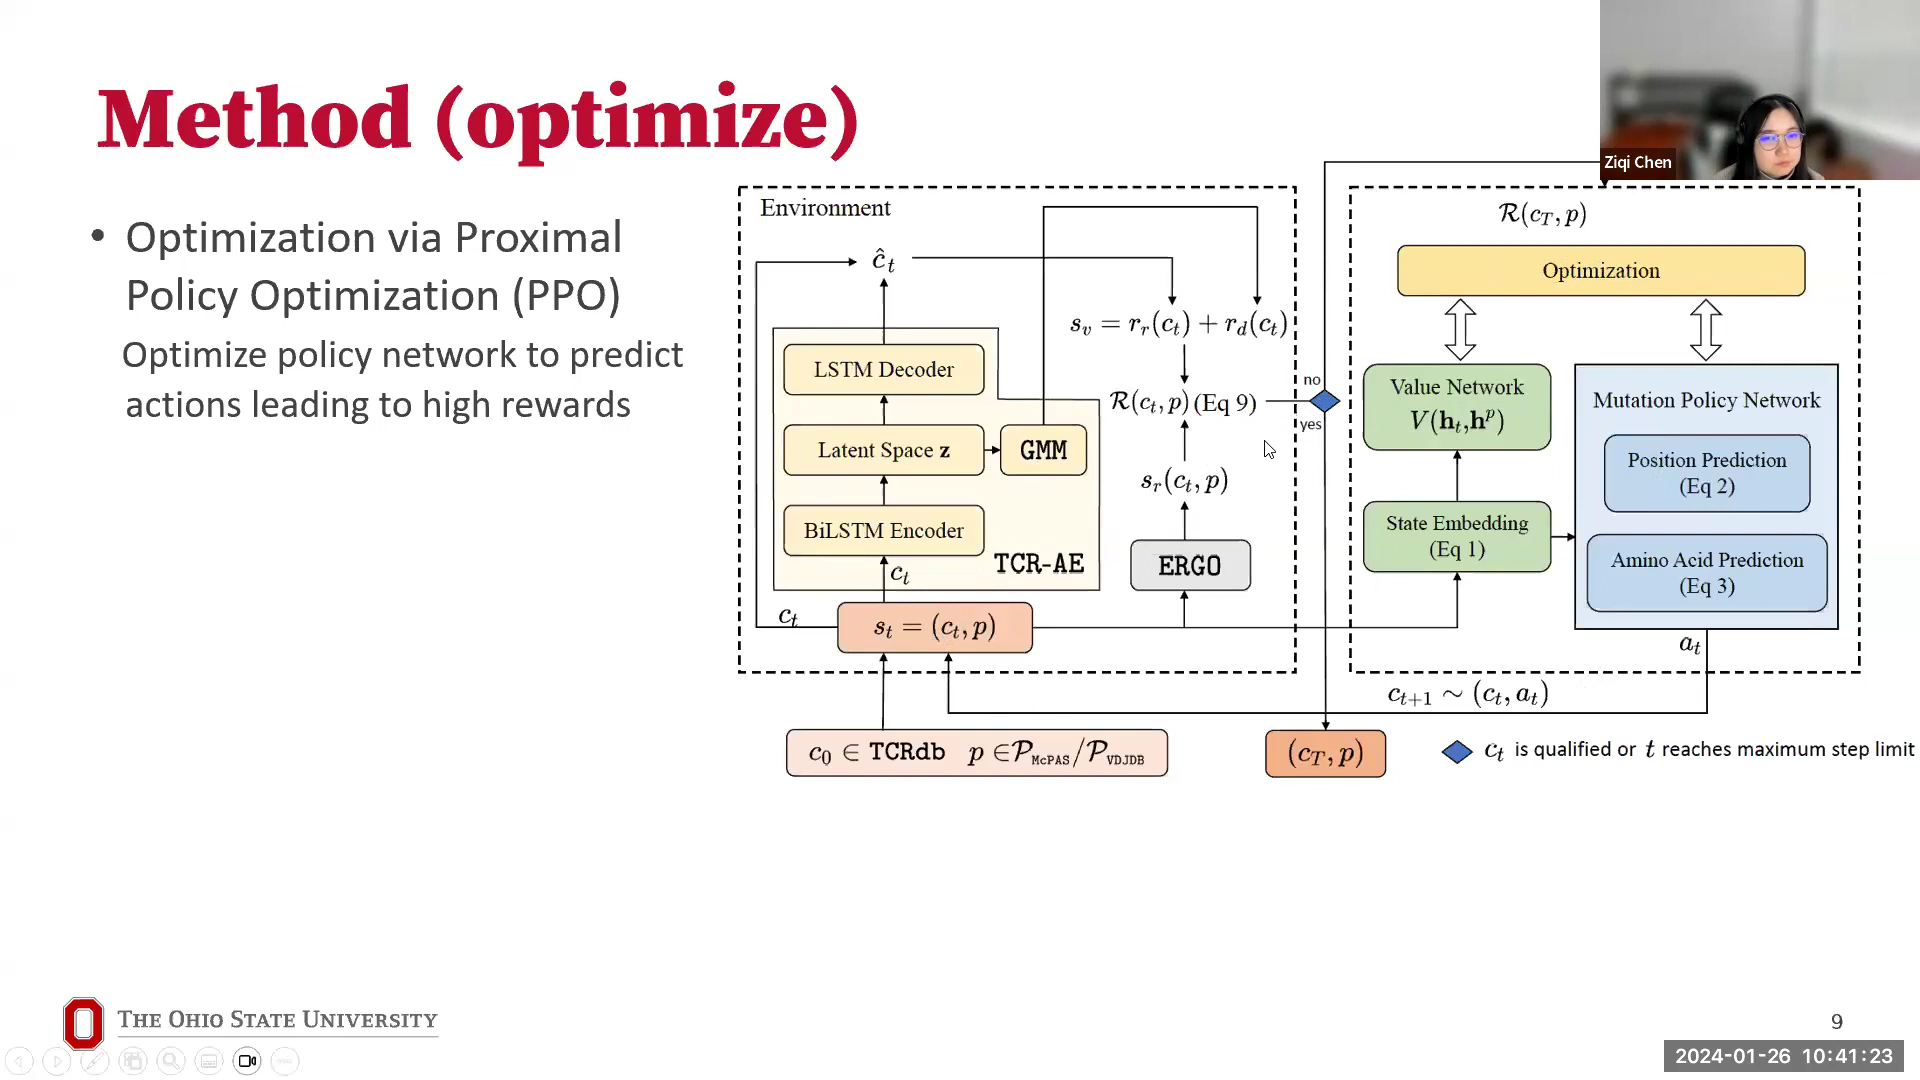 Method (optimize)
Ziqi Chen
• Optimization via Proximal
Policy Optimization (PPO)
Optimize policy network to predict
actions leading to high rewards
Environment
ĉ_t
s_v = r_r(c_t) + r_d(c_t)
LSTM Decoder
R(c_t, p) (Eq 9)
Latent Space z
GMM
s_r(c_t, p)
BiLSTM Encoder
TCR-AE
ERGO
c_t
c_t
s_t = (c_t, p)
c_0 ∈ TCRdb p ∈ P_McPAS/P_VDJDB
no
yes
(c_T, p)
R(c_T, p)
Optimization
Value Network
V(h_t,h^p)
Mutation Policy Network
Position Prediction
(Eq 2)
State Embedding
(Eq 1)
Amino Acid Prediction
(Eq 3)
a_t
c_{t+1} ∼ (c_t, a_t)
c_t is qualified or t reaches maximum step limit
THE OHIO STATE UNIVERSITY
9
2024-01-26 10:41:23